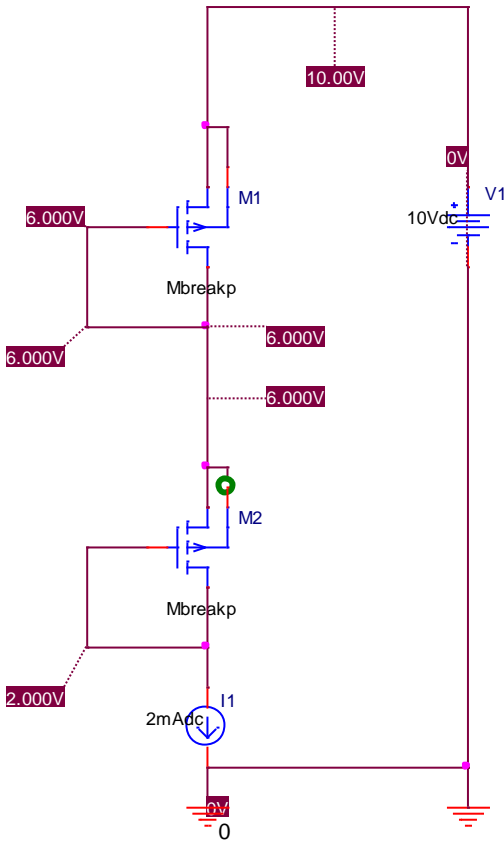 10.00V
0V
M1
V1
6.000V
10Vdc
+
-
Mbreakp
6.000V
6.000V
6.000V
M2
Mbreakp
2.000V
I1
2mAdc
0V
0